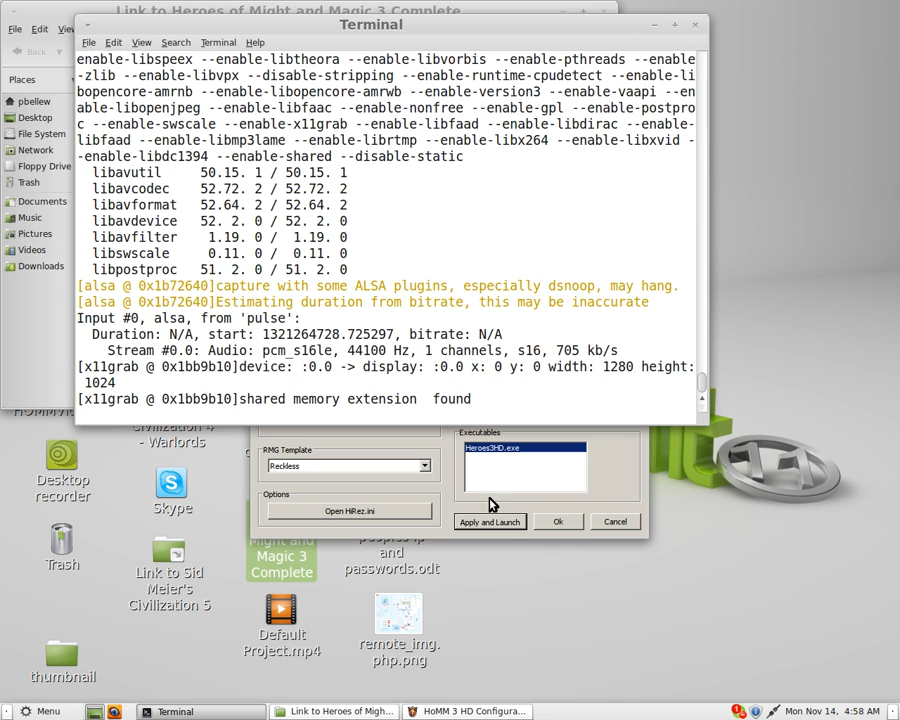 Link to Heroes of Might and Magic 3 Complete
File Edit View
Back
Places
pbellew
Desktop
File System
Network
Floppy Drive
Trash
Documents
Music
Pictures
Videos
Downloads
Terminal
File Edit View Search Terminal Help
enable-libspeex --enable-libtheora --enable-libvorbis --enable-pthreads --enable
-zlib --enable-libvpx --disable-stripping --enable-runtime-cpudetect --enable-li
bopencore-amrnb --enable-libopencore-amrwb --enable-version3 --enable-vaapi --en
able-libopenjpeg --enable-libfaac --enable-nonfree --enable-gpl --enable-postpro
c --enable-swscale --enable-x11grab --enable-libfaad --enable-libdirac --enable-
libfaad --enable-libmp3lame --enable-librtmp --enable-libx264 --enable-libxvid -
-enable-libdc1394 --enable-shared --disable-static
libavutil 50.15. 1 / 50.15. 1
libavcodec 52.72. 2 / 52.72. 2
libavformat 52.64. 2 / 52.64. 2
libavdevice 52. 2. 0 / 52. 2. 0
libavfilter 1.19. 0 / 1.19. 0
libswscale 0.11. 0 / 0.11. 0
libpostproc 51. 2. 0 / 51. 2. 0
[alsa @ 0x1b72640]capture with some ALSA plugins, especially dsnoop, may hang.
[alsa @ 0x1b72640]Estimating duration from bitrate, this may be inaccurate
Input #0, alsa, from 'pulse':
Duration: N/A, start: 1321264728.725297, bitrate: N/A
Stream #0.0: Audio: pcm_s16le, 44100 Hz, 1 channels, s16, 705 kb/s
[x11grab @ 0x1bb9b10]device: :0.0 -> display: :0.0 x: 0 y: 0 width: 1280 height:
1024
[x11grab @ 0x1bb9b10]shared memory extension  found
- Warlords
RMG Template
Reckless
Options
Open HiRez.ini
Executables
Heroes3HD.exe
Apply and Launch
Ok
Cancel
Desktop
recorder
Skype
Trash
Link to Sid
Meier's
Civilization 5
Might and
Magic 3
Complete
and
passwords.odt
Default
Project.mp4
remote_img.
php.png
thumbnail
11
Menu
Terminal
Link to Heroes of Migh...
HoMM 3 HD Configura...
Mon Nov 14, 4:58 AM